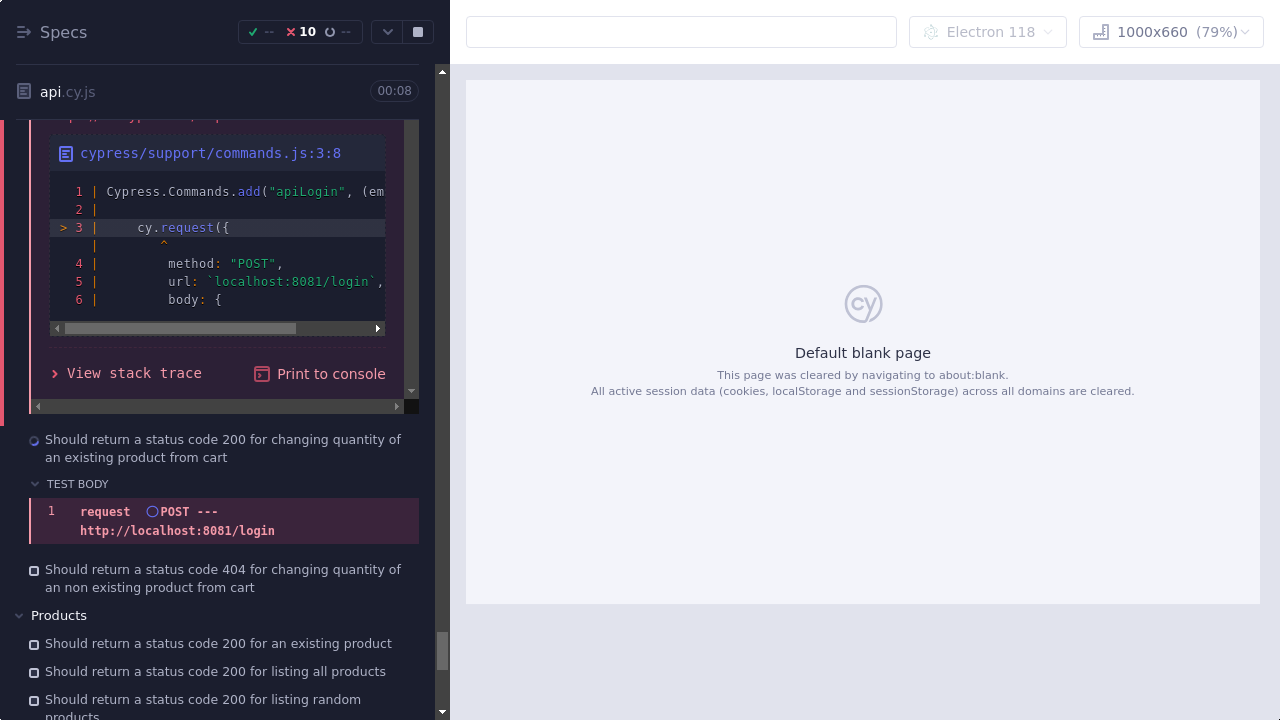 Specs
--
10
--
Electron 118
1000x660 (79%)
api.cy.js
00:08
cypress/support/commands.js:3:8
1 | Cypress.Commands.add("apiLogin", (em
2 |
> 3 | cy.request({
| ^
4 | method: "POST",
5 | url: `localhost:8081/login`,
6 | body: {
View stack trace
Print to console
Should return a status code 200 for changing quantity of
an existing product from cart
TEST BODY
1 request POST ---
http://localhost:8081/login
Should return a status code 404 for changing quantity of
an non existing product from cart
Products
Should return a status code 200 for an existing product
Should return a status code 200 for listing all products
Should return a status code 200 for listing random
products
cy
Default blank page
This page was cleared by navigating to about:blank.
All active session data (cookies, localStorage and sessionStorage) across all domains are cleared.